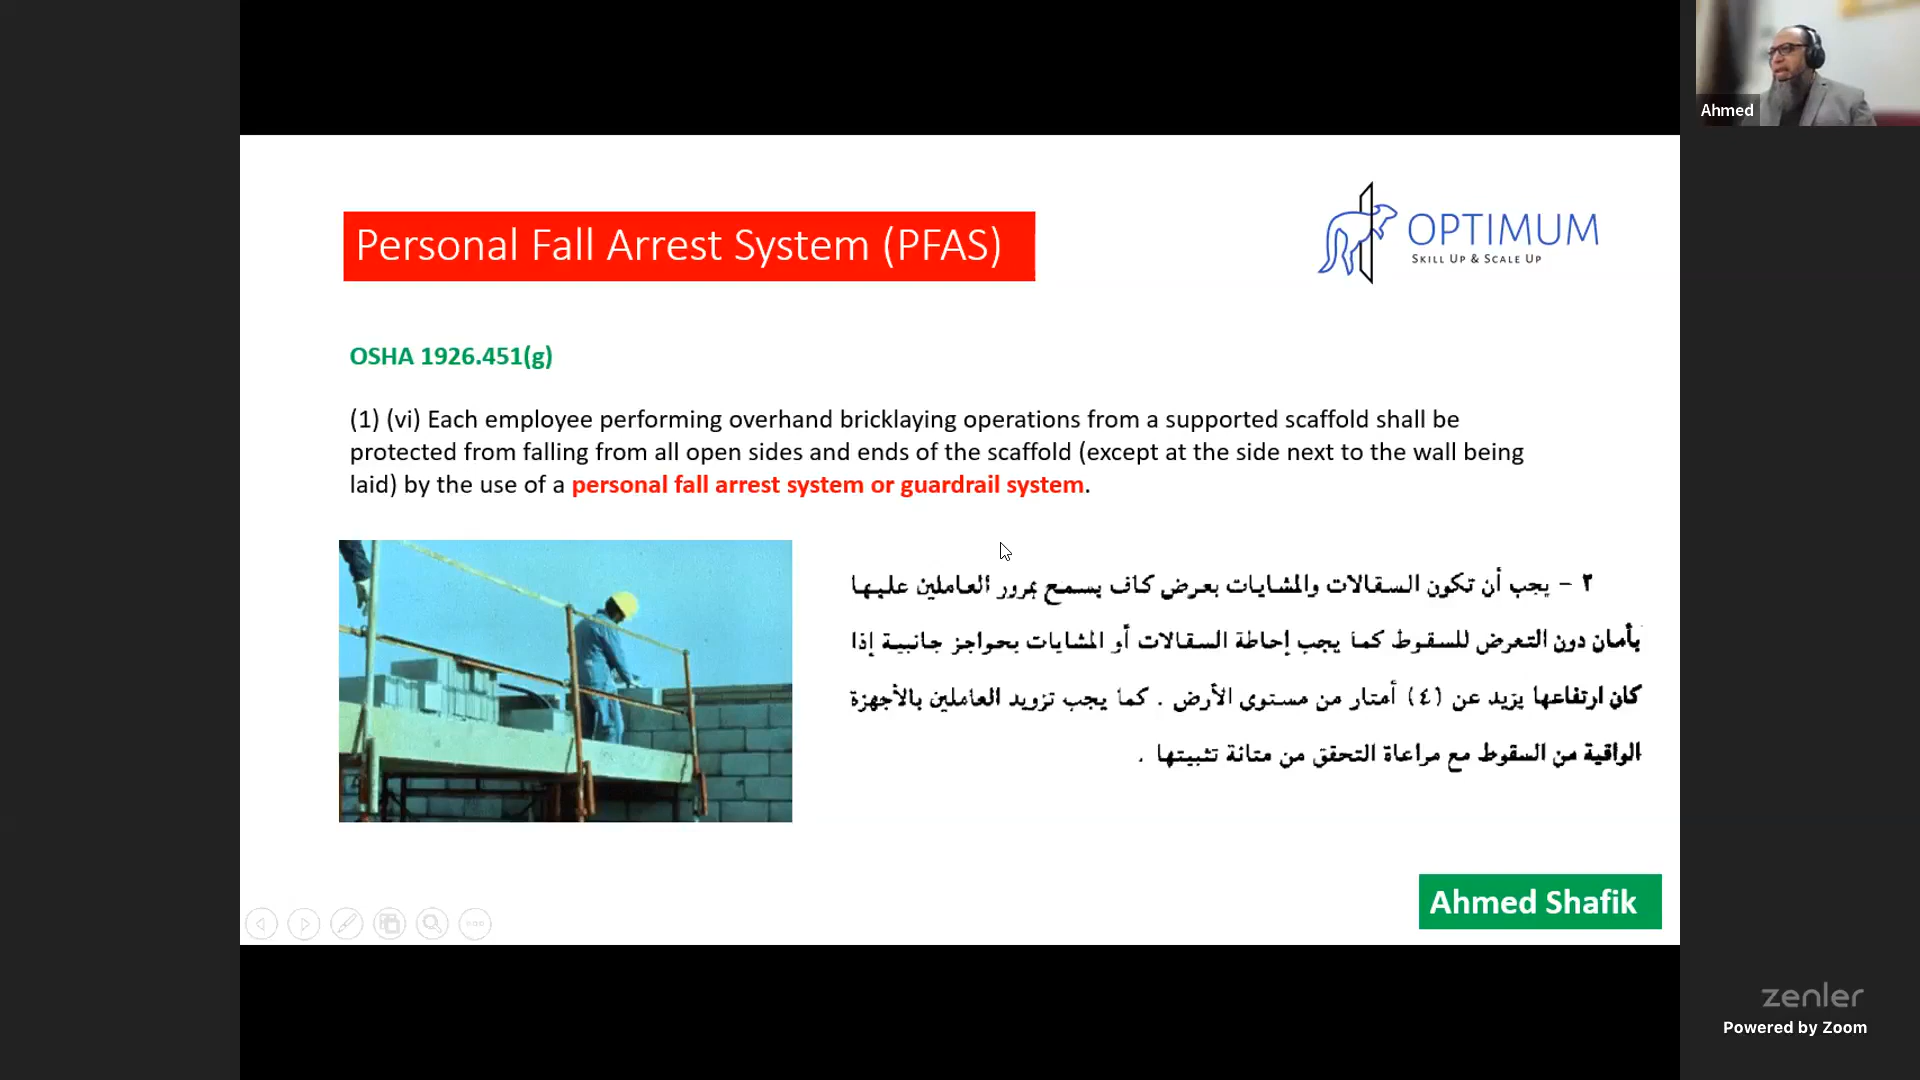 Ahmed
Personal Fall Arrest System (PFAS)
OPTIMUM
SKILL UP & SCALE UP
OSHA 1926.451(g)
(1) (vi) Each employee performing overhand bricklaying operations from a supported scaffold shall be
protected from falling from all open sides and ends of the scaffold (except at the side next to the wall being
laid) by the use of a personal fall arrest system or guardrail system.
٢ - يجب أن تكون السقالات والمشايات بعرض كاف يسمح بمرور العاملين عليها
بأمان دون التعرض للسقوط كما يجب إحاطة السقالات أو المشايات بحواجز جانبية إذا
كان ارتفاعها يزيد عن (٤) أمتار من مستوى الأرض . كما يجب تزويد العاملين بالأجهزة
الواقية من السقوط مع مراعاة التحقق من متانة تثبيتها .
Ahmed Shafik
zenler
Powered by Zoom